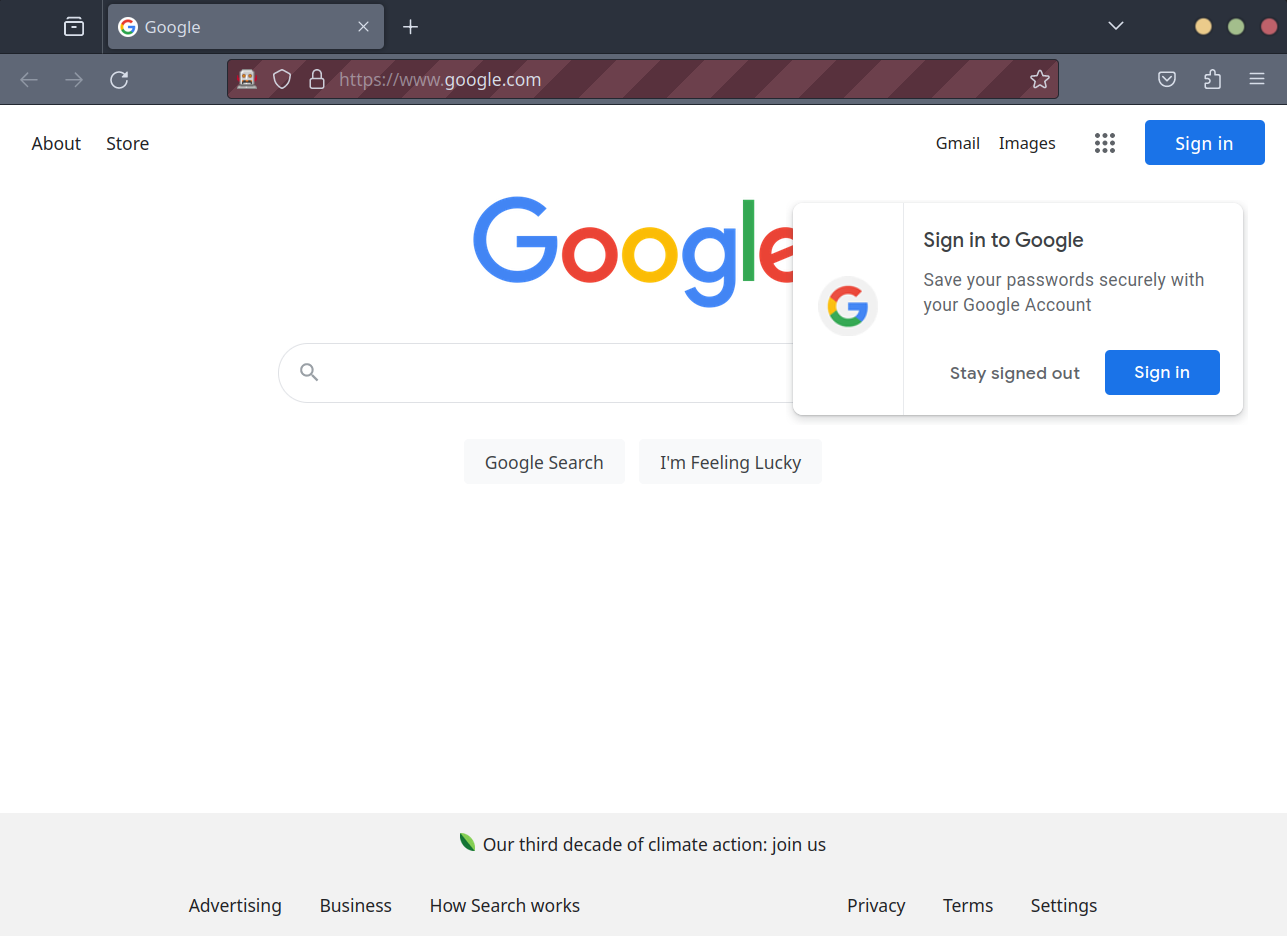 Google
https://www.google.com
About Store Gmail Images Sign in
Google
Sign in to Google
Save your passwords securely with
your Google Account
Stay signed out Sign in
Google Search I'm Feeling Lucky
Our third decade of climate action: join us
Advertising Business How Search works Privacy Terms Settings